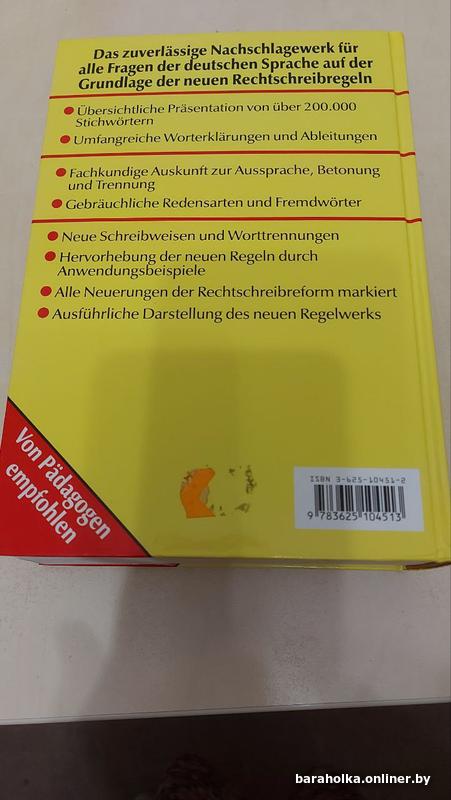 Das zuverlässige Nachschlagewerk für
alle Fragen der deutschen Sprache auf der
Grundlage der neuen Rechtschreibregeln
● Übersichtliche Präsentation von über 200.000
Stichwörtern
● Umfangreiche Worterklärungen und Ableitungen
● Fachkundige Auskunft zur Aussprache, Betonung
und Trennung
● Gebräuchliche Redensarten und Fremdwörter
● Neue Schreibweisen und Worttrennungen
● Hervorhebung der neuen Regeln durch
Anwendungsbeispiele
● Alle Neuerungen der Rechtschreibreform markiert
● Ausführliche Darstellung des neuen Regelwerks
Von Pädagogen
empfohlen
ISBN 3-625-10451-2
9 783625 104513
baraholka.onliner.by